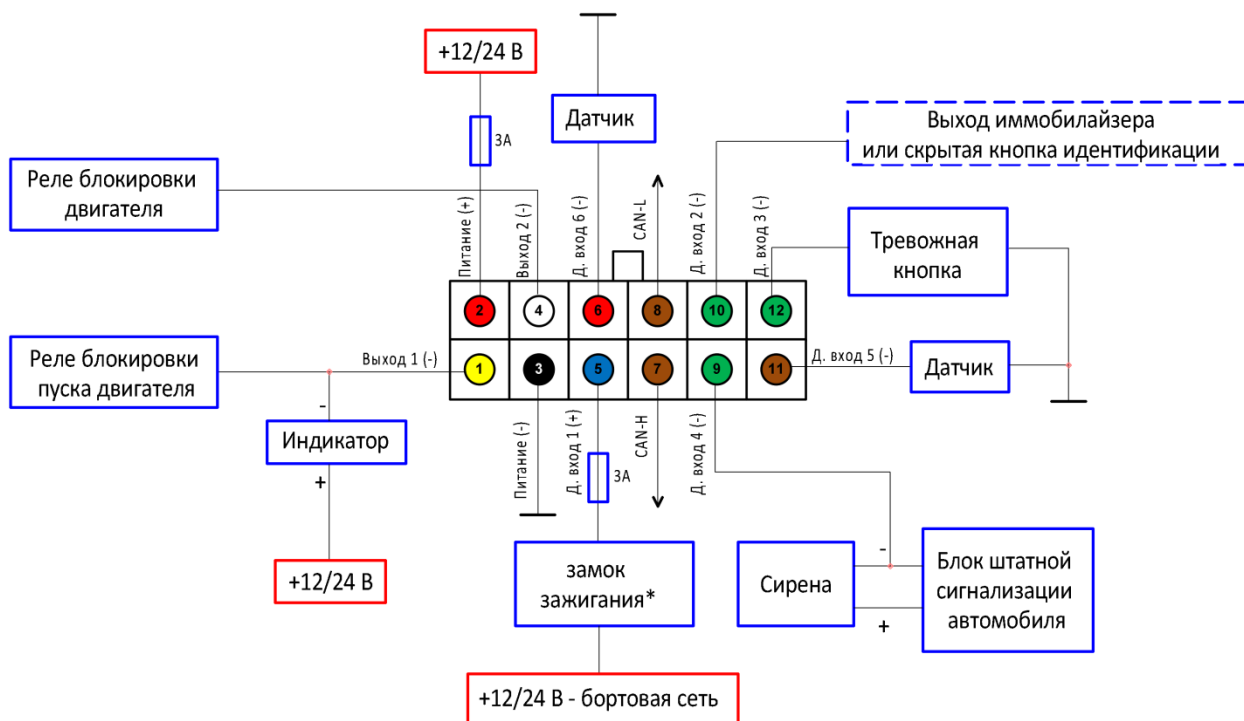 +12/24 В
3А
Датчик
Выход иммобилайзера
или скрытая кнопка идентификации
Реле блокировки
двигателя
Питание (+)
Выход 2 (-)
Д. вход 6 (-)
CAN-L
Д. вход 2 (-)
Д. вход 3 (-)
Тревожная
кнопка
2
4
6
8
10
12
Реле блокировки
пуска двигателя
Выход 1 (-)
1
3
5
7
9
11
Д. вход 5 (-)
Датчик
-
Индикатор
+
+12/24 В
Питание (-)
Д. вход 1 (+)
3А
CAN-H
Д. вход 4 (-)
замок
зажигания*
+12/24 В - бортовая сеть
Сирена
-
+
Блок штатной
сигнализации
автомобиля